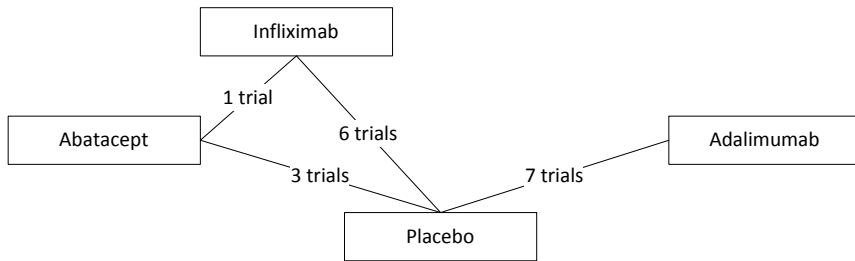 Infliximab
1 trial
Abatacept
6 trials
Adalimumab
3 trials
7 trials
Placebo